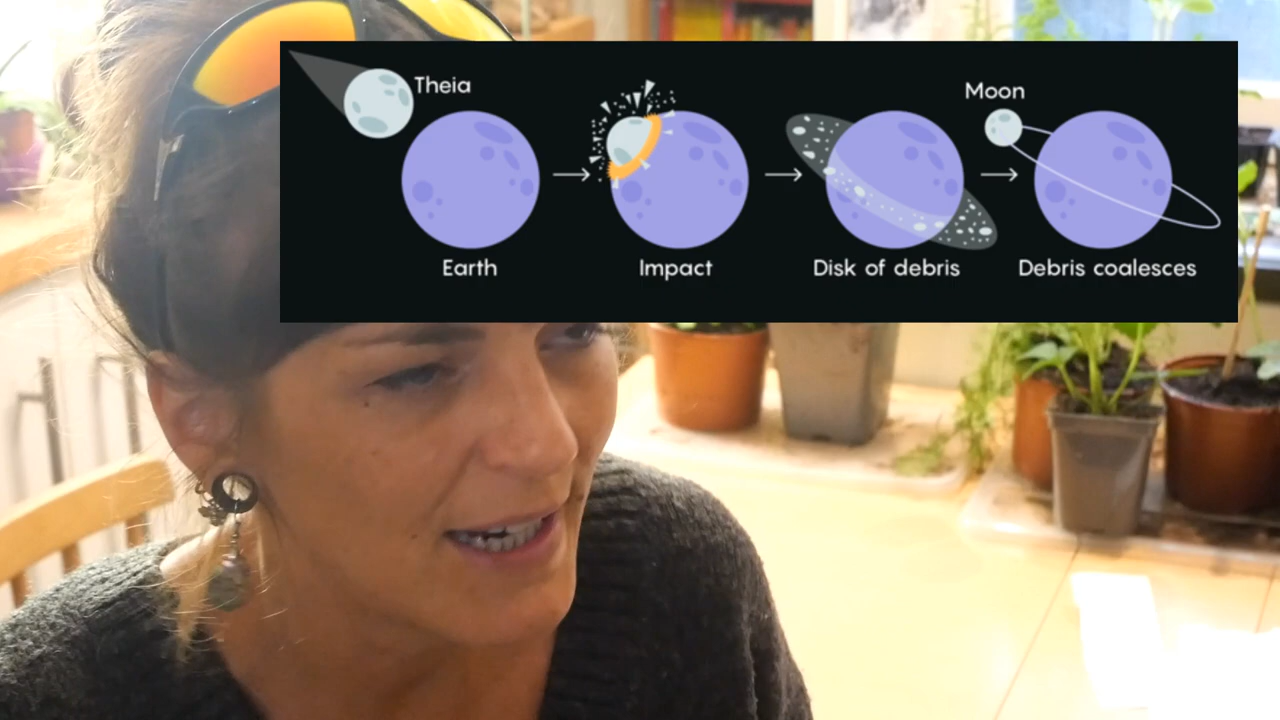 Theia
Moon
Earth
Impact
Disk of debris
Debris coalesces